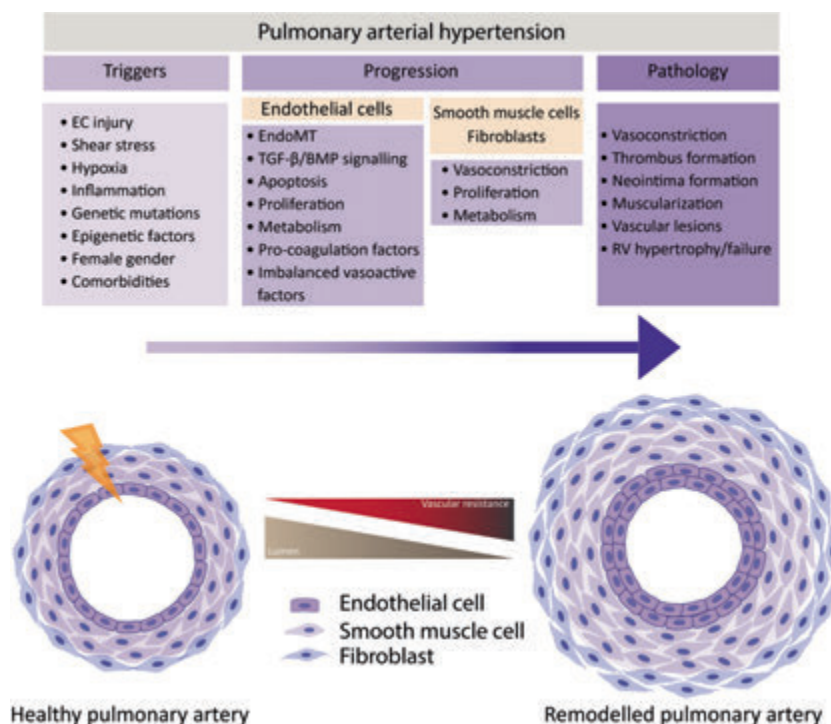 Pulmonary arterial hypertension
Triggers
• EC injury
• Shear stress
• Hypoxia
• Inflammation
• Genetic mutations
• Epigenetic factors
• Female gender
• Comorbidities
Progression
Endothelial cells
• EndoMT
• TGF-β/BMP signalling
• Apoptosis
• Proliferation
• Metabolism
• Pro-coagulation factors
• Imbalanced vasoactive
factors
Smooth muscle cells
Fibroblasts
• Vasoconstriction
• Proliferation
• Metabolism
Pathology
• Vasoconstriction
• Thrombus formation
• Neointima formation
• Muscularization
• Vascular lesions
• RV hypertrophy/failure
Vascular resistance
Lumen
Endothelial cell
Smooth muscle cell
Fibroblast
Healthy pulmonary artery
Remodelled pulmonary artery